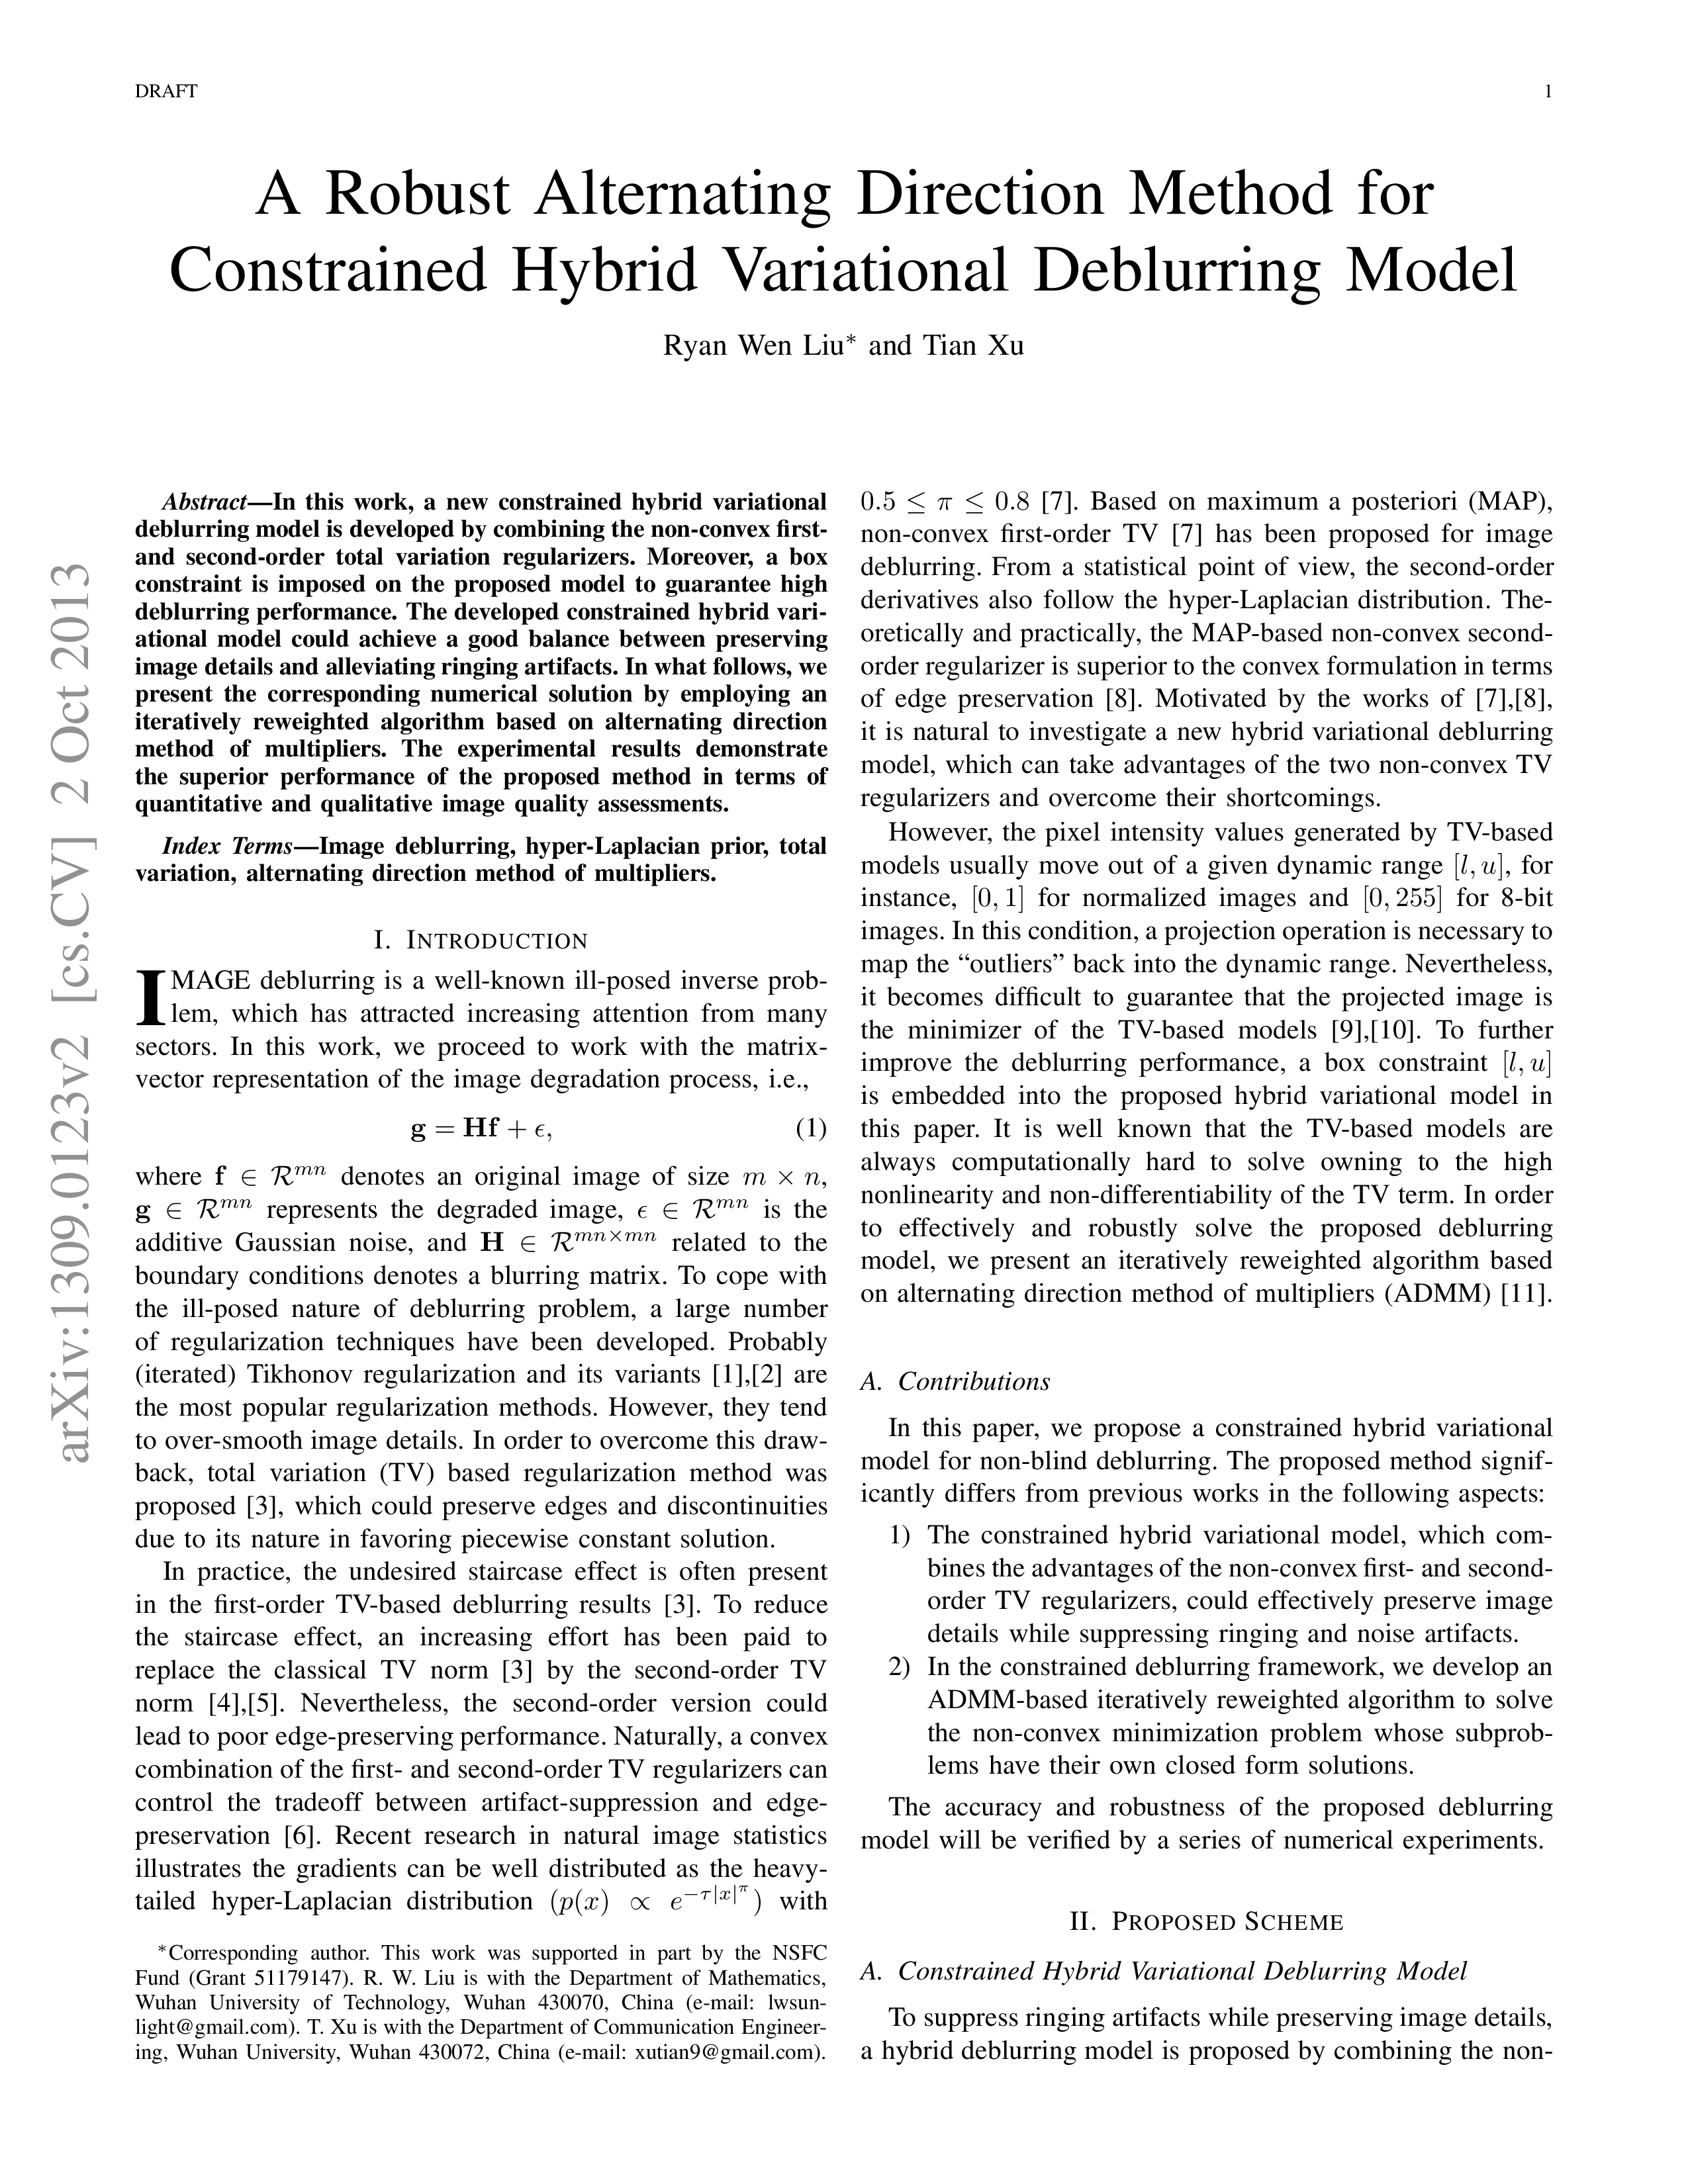 DRAFT
1
A Robust Alternating Direction Method for
Constrained Hybrid Variational Deblurring Model
Ryan Wen Liu* and Tian Xu
arXiv:1309.0123v2 [cs.CV] 2 Oct 2013
Abstract—In this work, a new constrained hybrid variational
deblurring model is developed by combining the non-convex first-
and second-order total variation regularizers. Moreover, a box
constraint is imposed on the proposed model to guarantee high
deblurring performance. The developed constrained hybrid vari-
ational model could achieve a good balance between preserving
image details and alleviating ringing artifacts. In what follows, we
present the corresponding numerical solution by employing an
iteratively reweighted algorithm based on alternating direction
method of multipliers. The experimental results demonstrate
the superior performance of the proposed method in terms of
quantitative and qualitative image quality assessments.
Index Terms—Image deblurring, hyper-Laplacian prior, total
variation, alternating direction method of multipliers.
I. INTRODUCTION
IMAGE deblurring is a well-known ill-posed inverse prob-
lem, which has attracted increasing attention from many
sectors. In this work, we proceed to work with the matrix-
vector representation of the image degradation process, i.e.,
g = Hf + ϵ, (1)
where f ∈ R^{mn} denotes an original image of size m × n,
g ∈ R^{mn} represents the degraded image, ϵ ∈ R^{mn} is the
additive Gaussian noise, and H ∈ R^{mn×mn} related to the
boundary conditions denotes a blurring matrix. To cope with
the ill-posed nature of deblurring problem, a large number
of regularization techniques have been developed. Probably
(iterated) Tikhonov regularization and its variants [1],[2] are
the most popular regularization methods. However, they tend
to over-smooth image details. In order to overcome this draw-
back, total variation (TV) based regularization method was
proposed [3], which could preserve edges and discontinuities
due to its nature in favoring piecewise constant solution.
In practice, the undesired staircase effect is often present
in the first-order TV-based deblurring results [3]. To reduce
the staircase effect, an increasing effort has been paid to
replace the classical TV norm [3] by the second-order TV
norm [4],[5]. Nevertheless, the second-order version could
lead to poor edge-preserving performance. Naturally, a convex
combination of the first- and second-order TV regularizers can
control the tradeoff between artifact-suppression and edge-
preservation [6]. Recent research in natural image statistics
illustrates the gradients can be well distributed as the heavy-
tailed hyper-Laplacian distribution (p(x) ∝ e^{−τ|x|^π}) with
*Corresponding author. This work was supported in part by the NSFC
Fund (Grant 51179147). R. W. Liu is with the Department of Mathematics,
Wuhan University of Technology, Wuhan 430070, China (e-mail: lwsun-
light@gmail.com). T. Xu is with the Department of Communication Engineer-
ing, Wuhan University, Wuhan 430072, China (e-mail: xutian9@gmail.com).
0.5 ≤ π ≤ 0.8 [7]. Based on maximum a posteriori (MAP),
non-convex first-order TV [7] has been proposed for image
deblurring. From a statistical point of view, the second-order
derivatives also follow the hyper-Laplacian distribution. The-
oretically and practically, the MAP-based non-convex second-
order regularizer is superior to the convex formulation in terms
of edge preservation [8]. Motivated by the works of [7],[8],
it is natural to investigate a new hybrid variational deblurring
model, which can take advantages of the two non-convex TV
regularizers and overcome their shortcomings.
However, the pixel intensity values generated by TV-based
models usually move out of a given dynamic range [l, u], for
instance, [0, 1] for normalized images and [0, 255] for 8-bit
images. In this condition, a projection operation is necessary to
map the “outliers” back into the dynamic range. Nevertheless,
it becomes difficult to guarantee that the projected image is
the minimizer of the TV-based models [9],[10]. To further
improve the deblurring performance, a box constraint [l, u]
is embedded into the proposed hybrid variational model in
this paper. It is well known that the TV-based models are
always computationally hard to solve owning to the high
nonlinearity and non-differentiability of the TV term. In order
to effectively and robustly solve the proposed deblurring
model, we present an iteratively reweighted algorithm based
on alternating direction method of multipliers (ADMM) [11].
A. Contributions
In this paper, we propose a constrained hybrid variational
model for non-blind deblurring. The proposed method signif-
icantly differs from previous works in the following aspects:
1) The constrained hybrid variational model, which com-
bines the advantages of the non-convex first- and second-
order TV regularizers, could effectively preserve image
details while suppressing ringing and noise artifacts.
2) In the constrained deblurring framework, we develop an
ADMM-based iteratively reweighted algorithm to solve
the non-convex minimization problem whose subprob-
lems have their own closed form solutions.
The accuracy and robustness of the proposed deblurring
model will be verified by a series of numerical experiments.
II. PROPOSED SCHEME
A. Constrained Hybrid Variational Deblurring Model
To suppress ringing artifacts while preserving image details,
a hybrid deblurring model is proposed by combining the non-